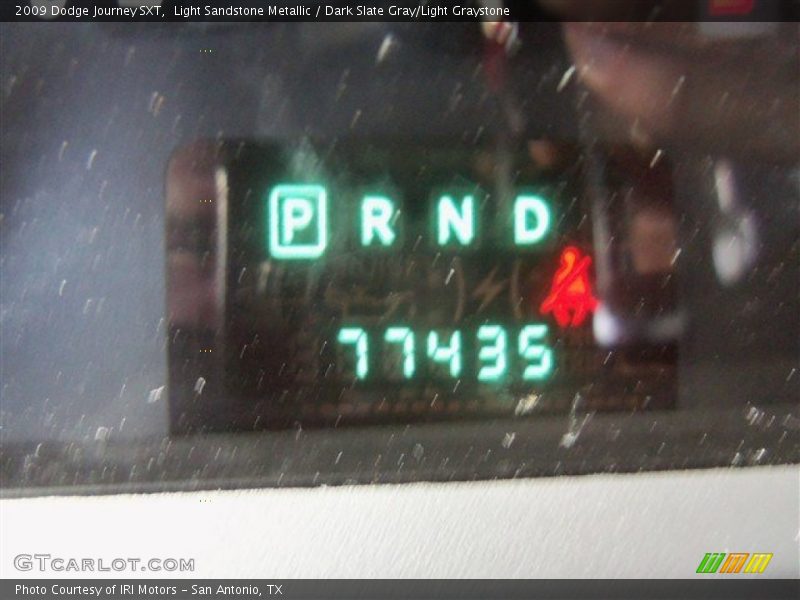 2009 Dodge Journey SXT,  Light Sandstone Metallic / Dark Slate Gray/Light Graystone
P R N D
77435
GTCARLOT.COM
Photo Courtesy of IRI Motors - San Antonio, TX